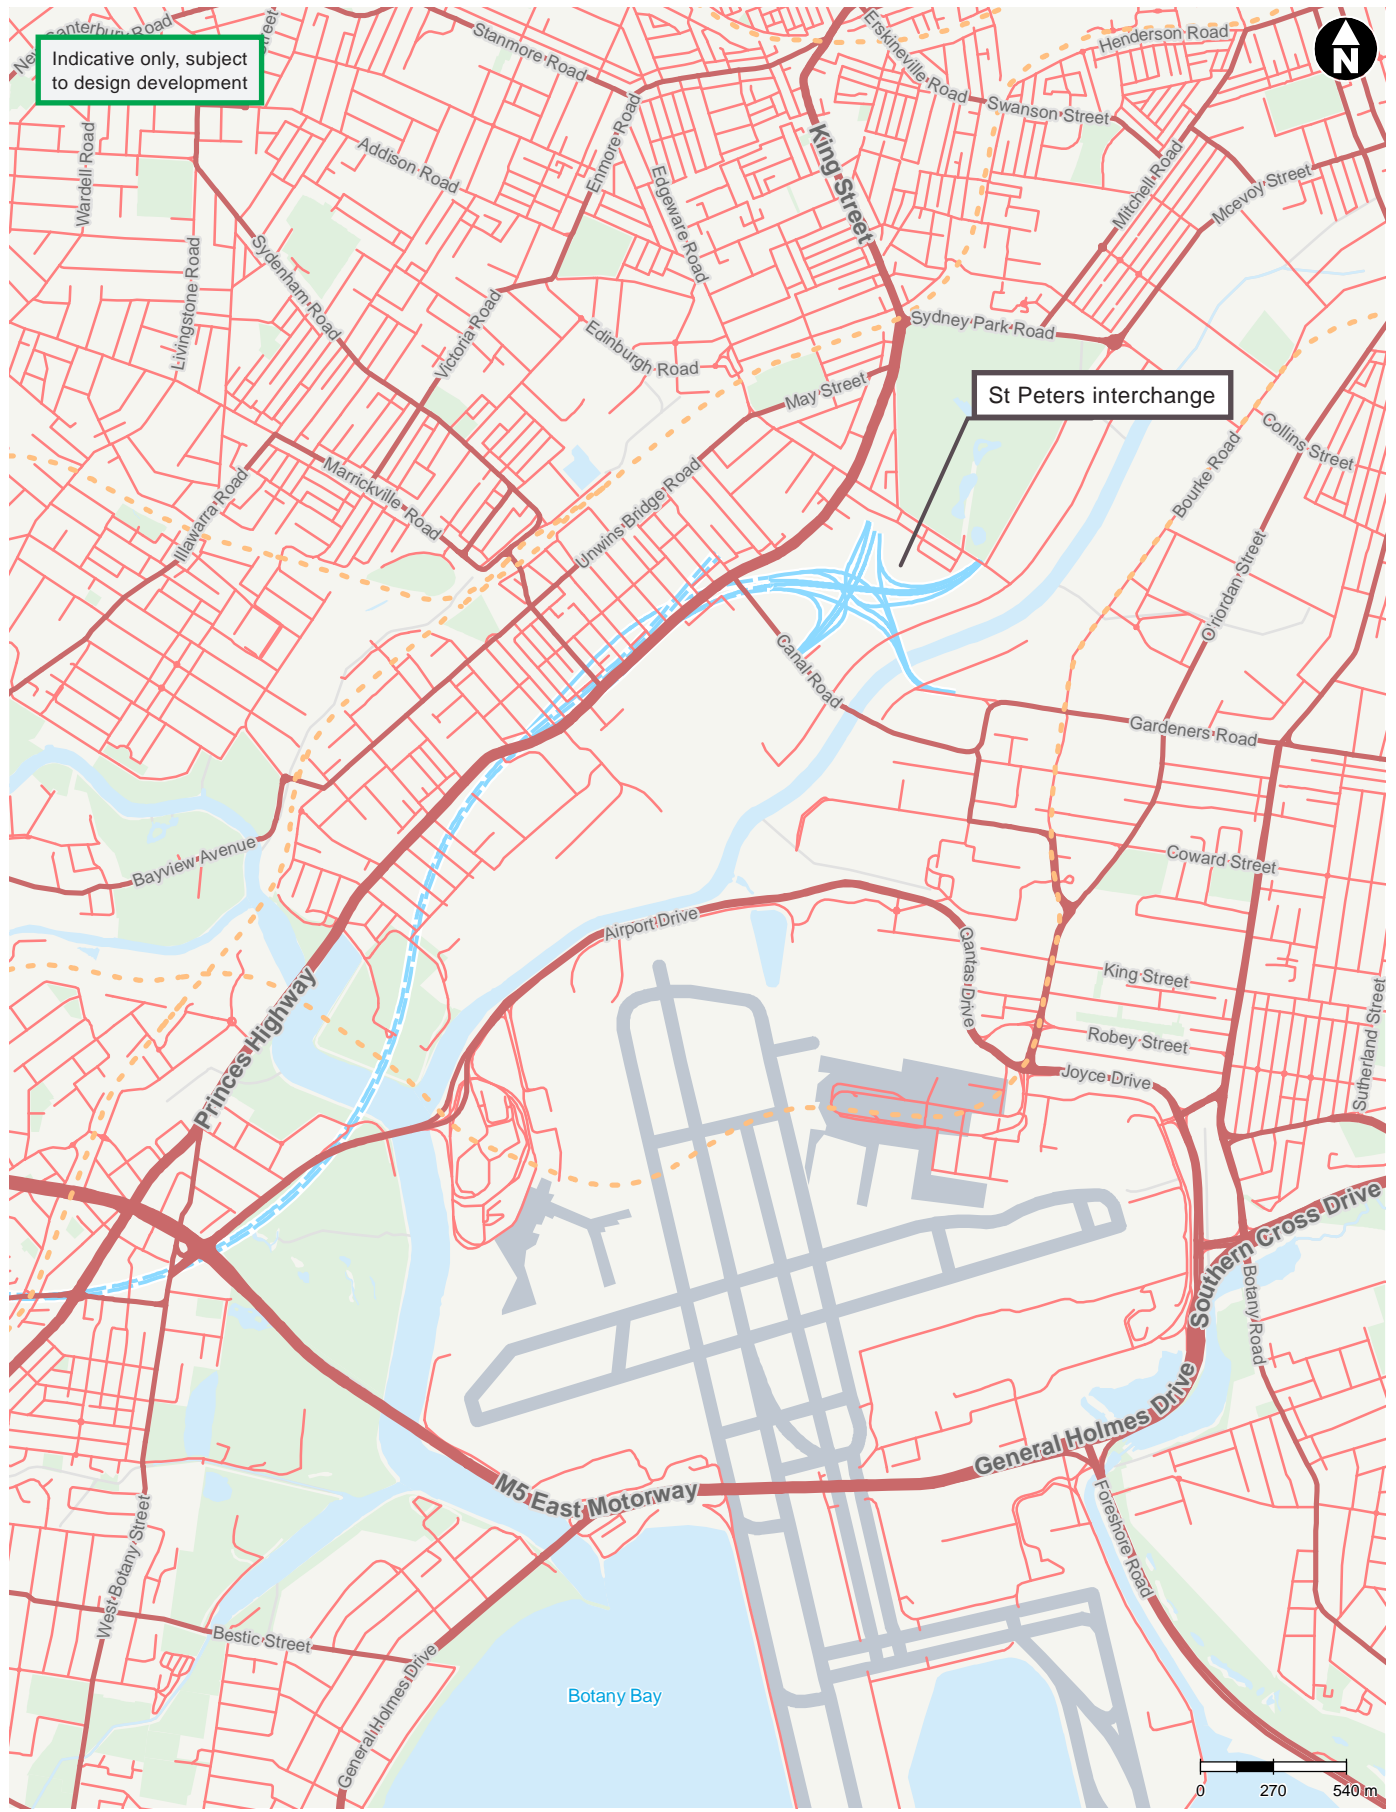 New Canterbury Road
Indicative only, subject
to design development
Stanmore Road
Erskineville Road
Henderson Road
N
Swanson Street
King Street
Enmore Road
Addison Road
Wardell Road
Edgeware Road
Mitchell Road
Mcevoy Street
Livingstone Road
Sydenham Road
Victoria Road
Edinburgh Road
Sydney Park Road
May Street
St Peters interchange
Collins Street
Bourke Road
Illawarra Road
Marrickville Road
Unwins Bridge Road
O'riordan Street
Canal Road
Gardeners Road
Bayview Avenue
Coward Street
Airport Drive
Qantas Drive
King Street
Robey Street
Joyce Drive
Sutherland Street
Princes Highway
Southern Cross Drive
Botany Road
General Holmes Drive
M5 East Motorway
Foreshore Road
West Botany Street
Bestic Street
General Holmes Drive
Botany Bay
0 270 540 m